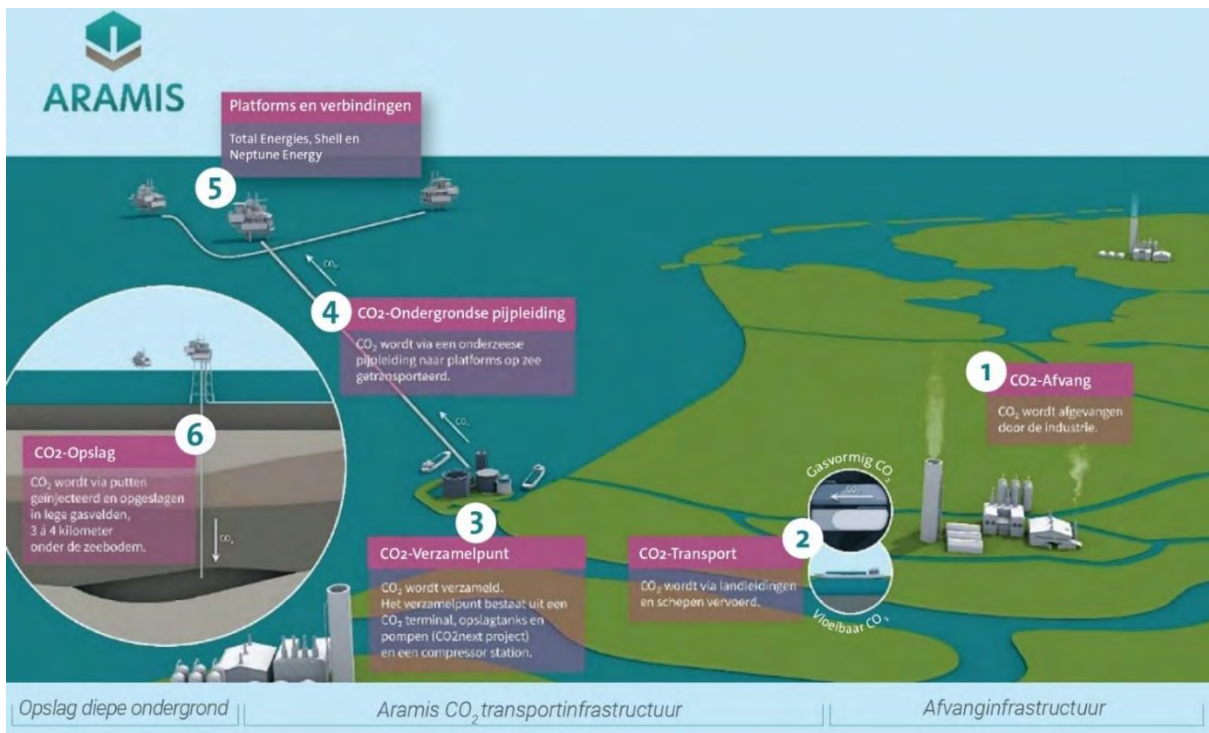 ARAMIS
Platforms en verbindingen
Total Energies, Shell en
Neptune Energy
5
CO₂
4
CO2-Ondergrondse pijpleiding
CO₂ wordt via een onderzeese
pijpleiding naar platforms op zee
getransporteerd.
1
CO2-Afvang
CO₂ wordt afgevangen
door de industrie.
6
CO2-Opslag
CO₂ wordt via putten
geïnjecteerd en opgeslagen
in lege gasvelden,
3 á 4 kilometer
onder de zeebodem.
CO₂
CO₂
3
CO2-Verzamelpunt
CO₂ wordt verzameld.
Het verzamelpunt bestaat uit een
CO₂ terminal, opslagtanks en
pompen (CO2next project)
en een compressor station.
2
CO2-Transport
CO₂ wordt via landleidingen
en schepen vervoerd.
Gasvormig CO₂
CO₂
Vloeibaar CO₂
Opslag diepe ondergrond
Aramis CO₂ transportinfrastructuur
Afvanginfrastructuur